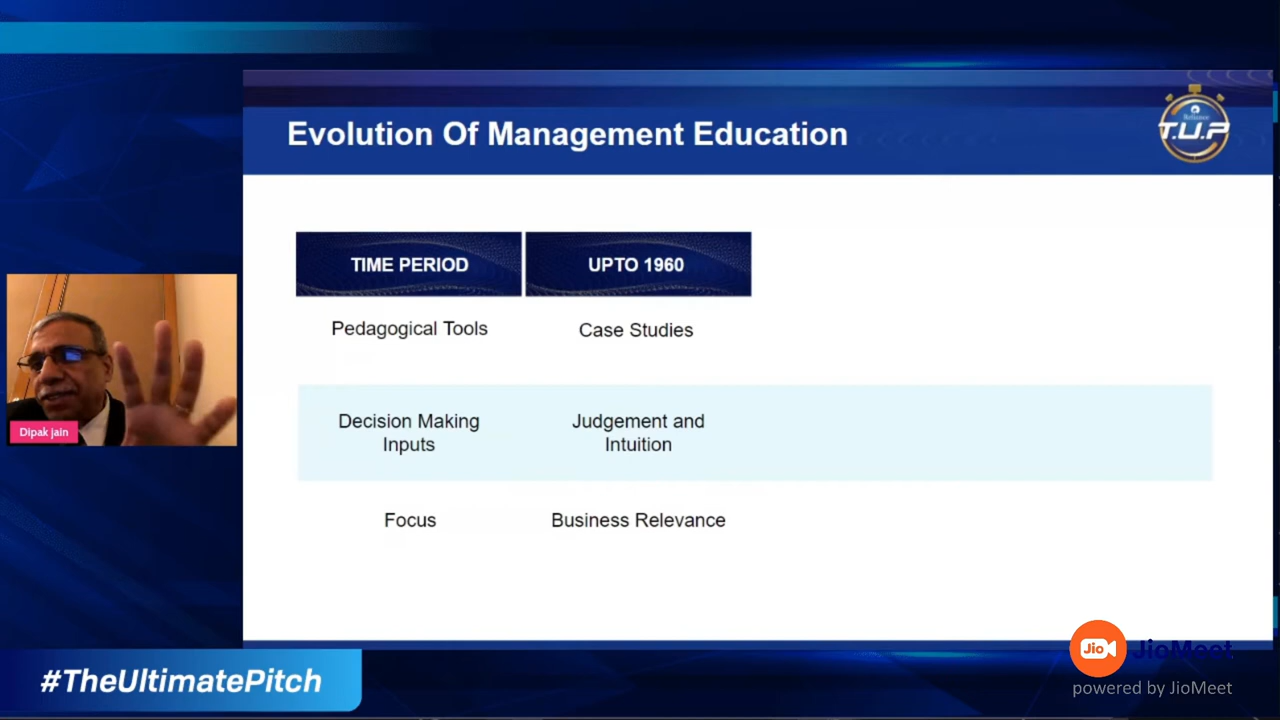 Evolution Of Management Education
Reliance
T.U.P
TIME PERIOD
UPTO 1960
Pedagogical Tools
Case Studies
Decision Making
Inputs
Judgement and
Intuition
Focus
Business Relevance
Dipak jain
#TheUltimatePitch
Jio
JioMeet
powered by JioMeet